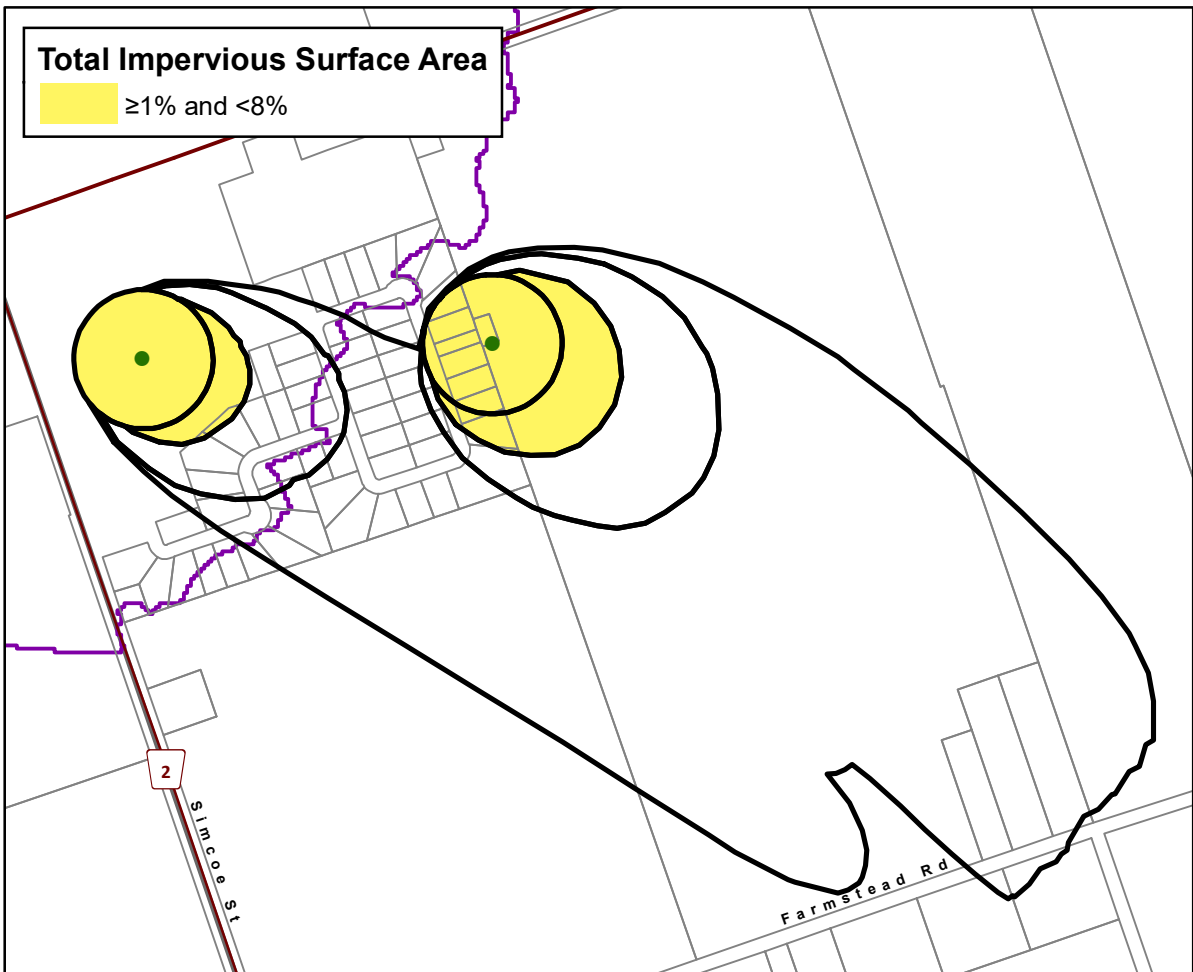 Total Impervious Surface Area
≥1% and <8%
2
Simcoe St
Farmstead Rd